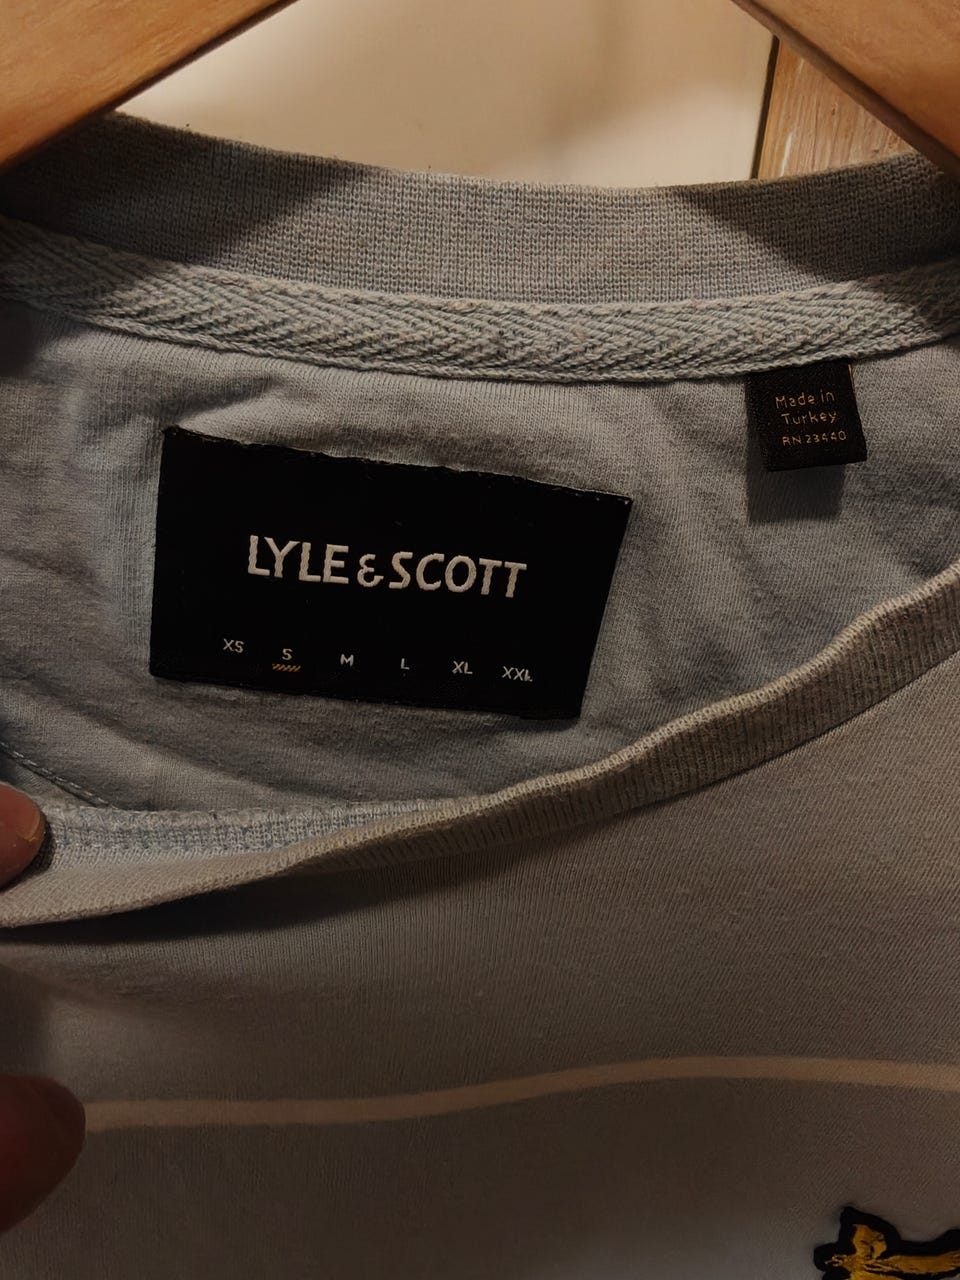 Made in
Turkey
RN 23440
LYLE & SCOTT
XS S M L XL XXL